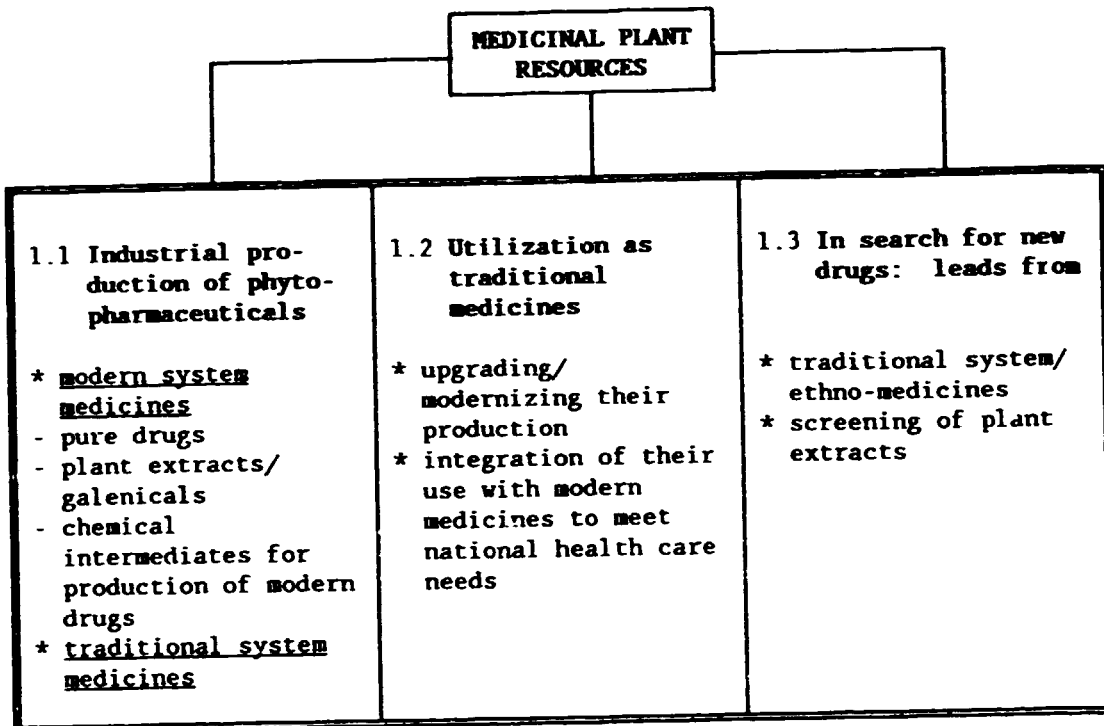 MEDICINAL PLANT
RESOURCES
1.1 Industrial pro-
duction of phyto-
pharmaceuticals
* modern system
medicines
- pure drugs
- plant extracts/
galenicals
- chemical
intermediates for
production of modern
drugs
* traditional system
medicines
1.2 Utilization as
traditional
medicines
* upgrading/
modernizing their
production
* integration of their
use with modern
medicines to meet
national health care
needs
1.3 In search for new
drugs: leads from
* traditional system/
ethno-medicines
* screening of plant
extracts